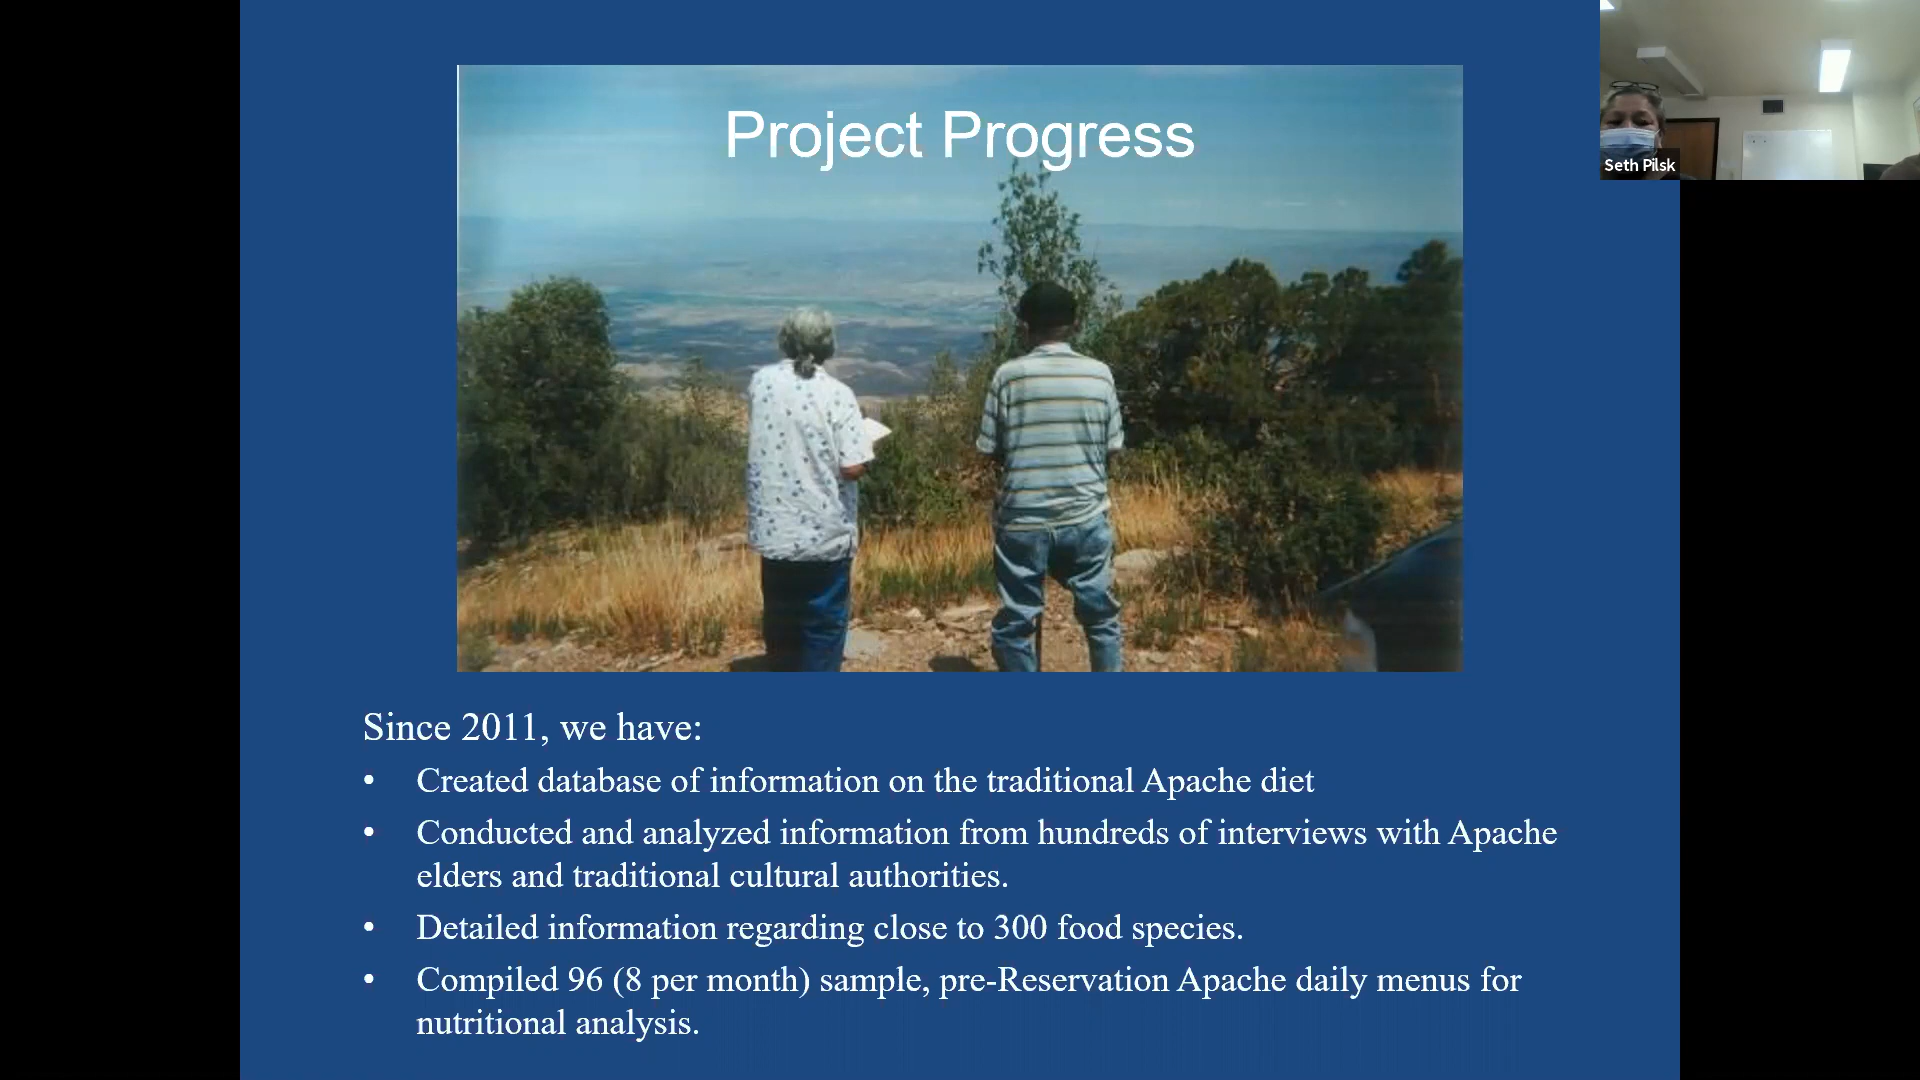 Project Progress
Seth Pilsk
Since 2011, we have:
• Created database of information on the traditional Apache diet
• Conducted and analyzed information from hundreds of interviews with Apache
elders and traditional cultural authorities.
• Detailed information regarding close to 300 food species.
• Compiled 96 (8 per month) sample, pre-Reservation Apache daily menus for
nutritional analysis.